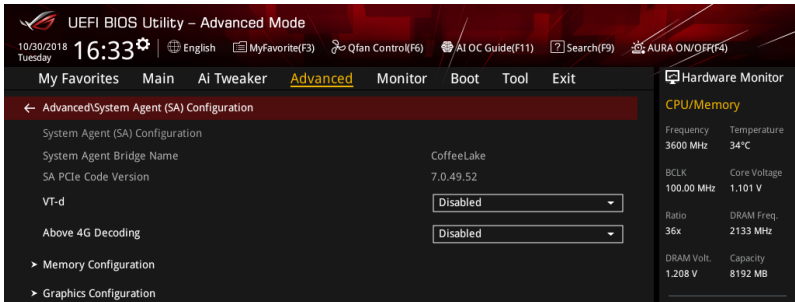 UEFI BIOS Utility – Advanced Mode
10/30/2018 Tuesday 16:33 English MyFavorite(F3) Qfan Control(F6) AI OC Guide(F11) Search(F9) AURA ON/OFF(F4)
My Favorites Main Ai Tweaker Advanced Monitor Boot Tool Exit
← Advanced\System Agent (SA) Configuration
System Agent (SA) Configuration
System Agent Bridge Name CoffeeLake
SA PCIe Code Version 7.0.49.52
VT-d Disabled
Above 4G Decoding Disabled
> Memory Configuration
> Graphics Configuration
Hardware Monitor
CPU/Memory
Frequency Temperature
3600 MHz 34°C
BCLK Core Voltage
100.00 MHz 1.101 V
Ratio DRAM Freq.
36x 2133 MHz
DRAM Volt. Capacity
1.208 V 8192 MB